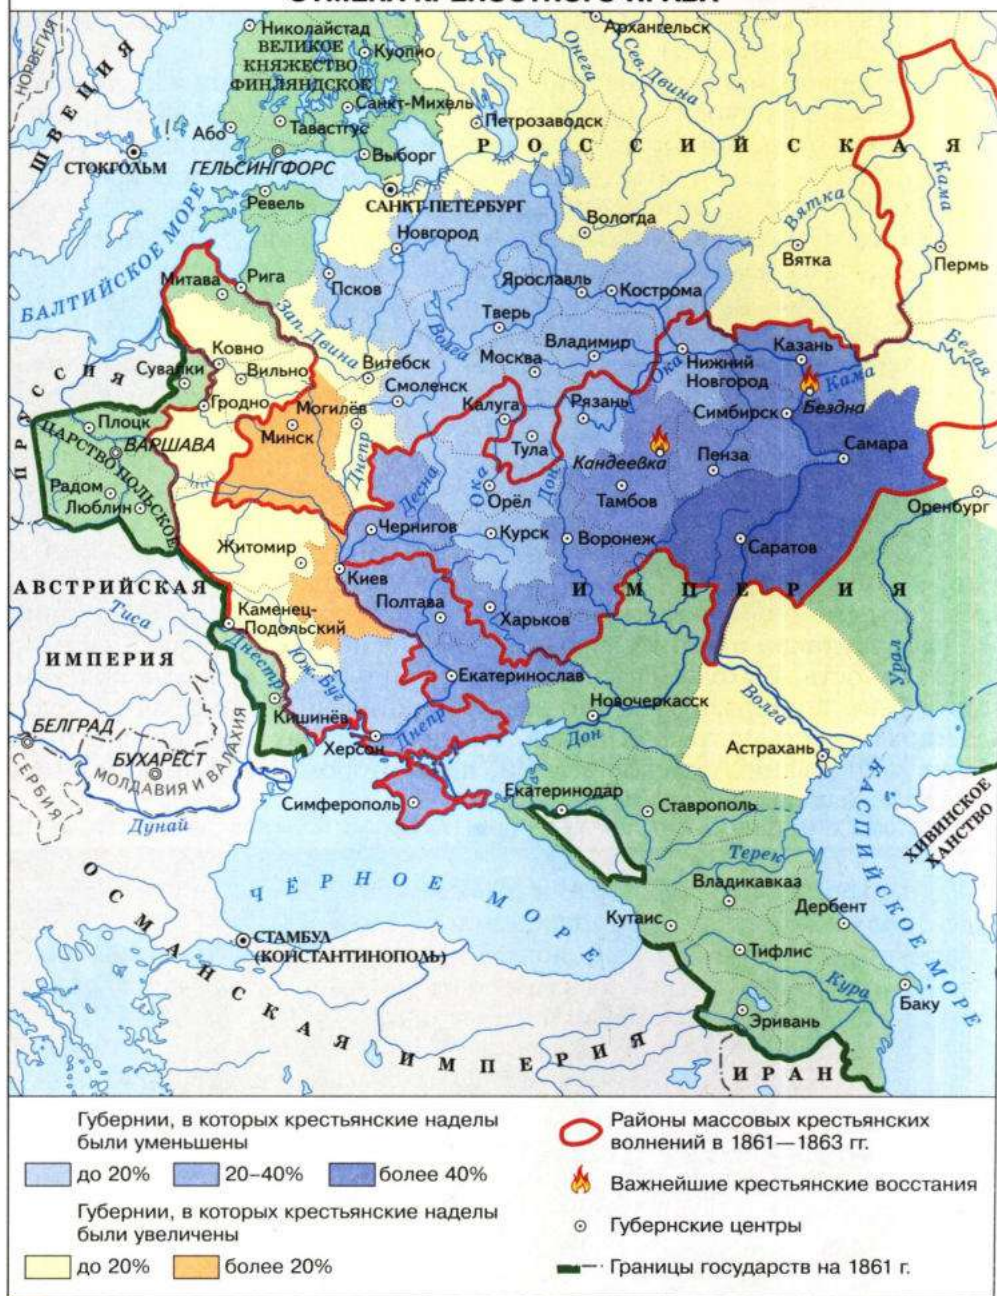 ОТМЕНА КРЕПОСТНОГО ПРАВА
НОРВЕГИЯ
ШВЕЦИЯ
СТОКГОЛЬМ
Николайстад
ВЕЛИКОЕ
КНЯЖЕСТВО
ФИНЛЯНДСКОЕ
Куопио
Санкт-Михель
Або
Тавастгус
ГЕЛЬСИНГФОРС
Выборг
Архангельск
Онега
Сев. Двина
Петрозаводск
РОССИЙСКАЯ
САНКТ-ПЕТЕРБУРГ
Ревель
Новгород
Вологда
Вятка
Вятка
Кама
Пермь
БАЛТИЙСКОЕ МОРЕ
Митава
Рига
Псков
Ярославль
Кострома
Зап. Двина
Тверь
Волга
Белая
ПРУССИЯ
Ковно
Сувалки
Вильно
Витебск
Москва
Владимир
Ока
Нижний
Новгород
Казань
Кама
Бездна
Гродно
Могилёв
Смоленск
Калуга
Рязань
Симбирск
Самара
Плоцк
ВАРШАВА
ЦАРСТВО ПОЛЬСКОЕ
Минск
Днепр
Тула
Кандеевка
Пенза
Радом
Люблин
Десна
Ока
Орёл
Дон
Тамбов
Оренбург
Житомир
Чернигов
Курск
Воронеж
Саратов
АВСТРИЙСКАЯ
ИМПЕРИЯ
Тиса
Киев
Полтава
Харьков
ИМПЕРИЯ
Каменец-
Подольский
Днестр
Юж. Буг
Екатеринослав
Новочеркасск
Волга
Урал
БЕЛГРАД
СЕРБИЯ
БУХАРЕСТ
МОЛДАВИЯ И ВАЛАХИЯ
Дунай
Кишинёв
Херсон
Днепр
Дон
Астрахань
Симферополь
Екатеринодар
Ставрополь
КАСПИЙСКОЕ МОРЕ
ХИВИНСКОЕ
ХАНСТВО
Терек
Владикавказ
Дербент
ЧЁРНОЕ МОРЕ
Кутаис
Тифлис
Кура
Баку
СТАМБУЛ
(КОНСТАНТИНОПОЛЬ)
ОСМАНСКАЯ ИМПЕРИЯ
Эривань
ИРАН
Губернии, в которых крестьянские наделы
были уменьшены
до 20%
20–40%
более 40%
Губернии, в которых крестьянские наделы
были увеличены
до 20%
более 20%
Районы массовых крестьянских
волнений в 1861—1863 гг.
Важнейшие крестьянские восстания
Губернские центры
Границы государств на 1861 г.